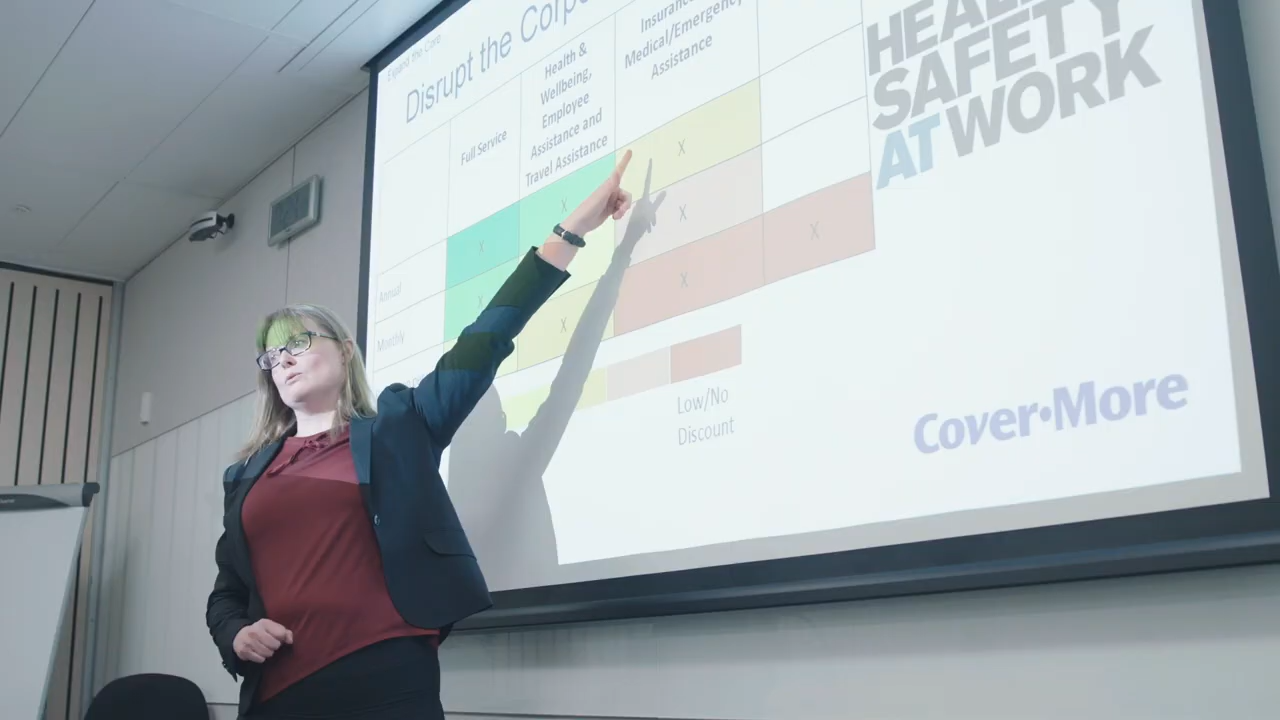 Expand the Core
Disrupt the Corpo
Full Service
Health &
Wellbeing,
Employee
Assistance and
Travel Assistance
Insurance
Medical/Emergency
Assistance
HEAL
SAFETY
AT WORK
X
X
X
Annual
X
X
X
X
Monthly
X
X
Low/No
Discount
Cover·More